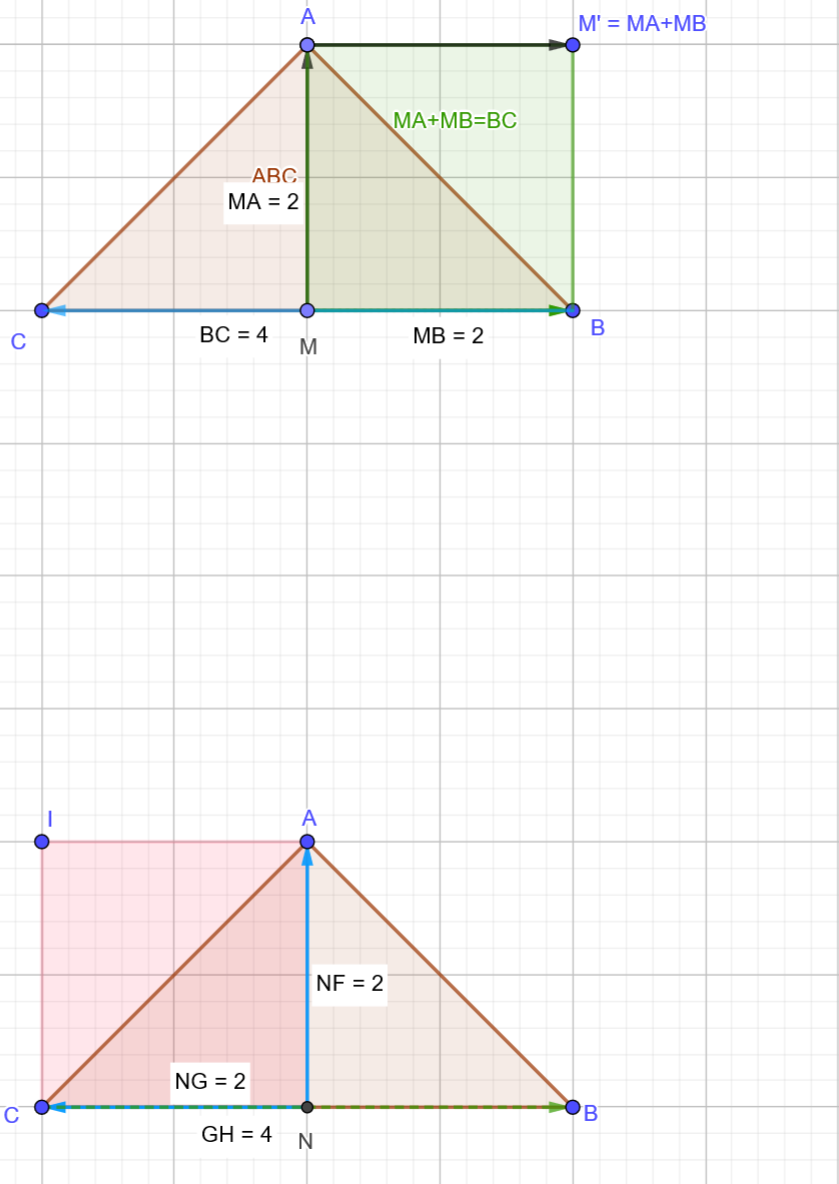 A
M' = MA+MB
MA+MB=BC
ABC
MA = 2
C
BC = 4
M
MB = 2
B
I
A
NF = 2
NG = 2
C
GH = 4
N
B